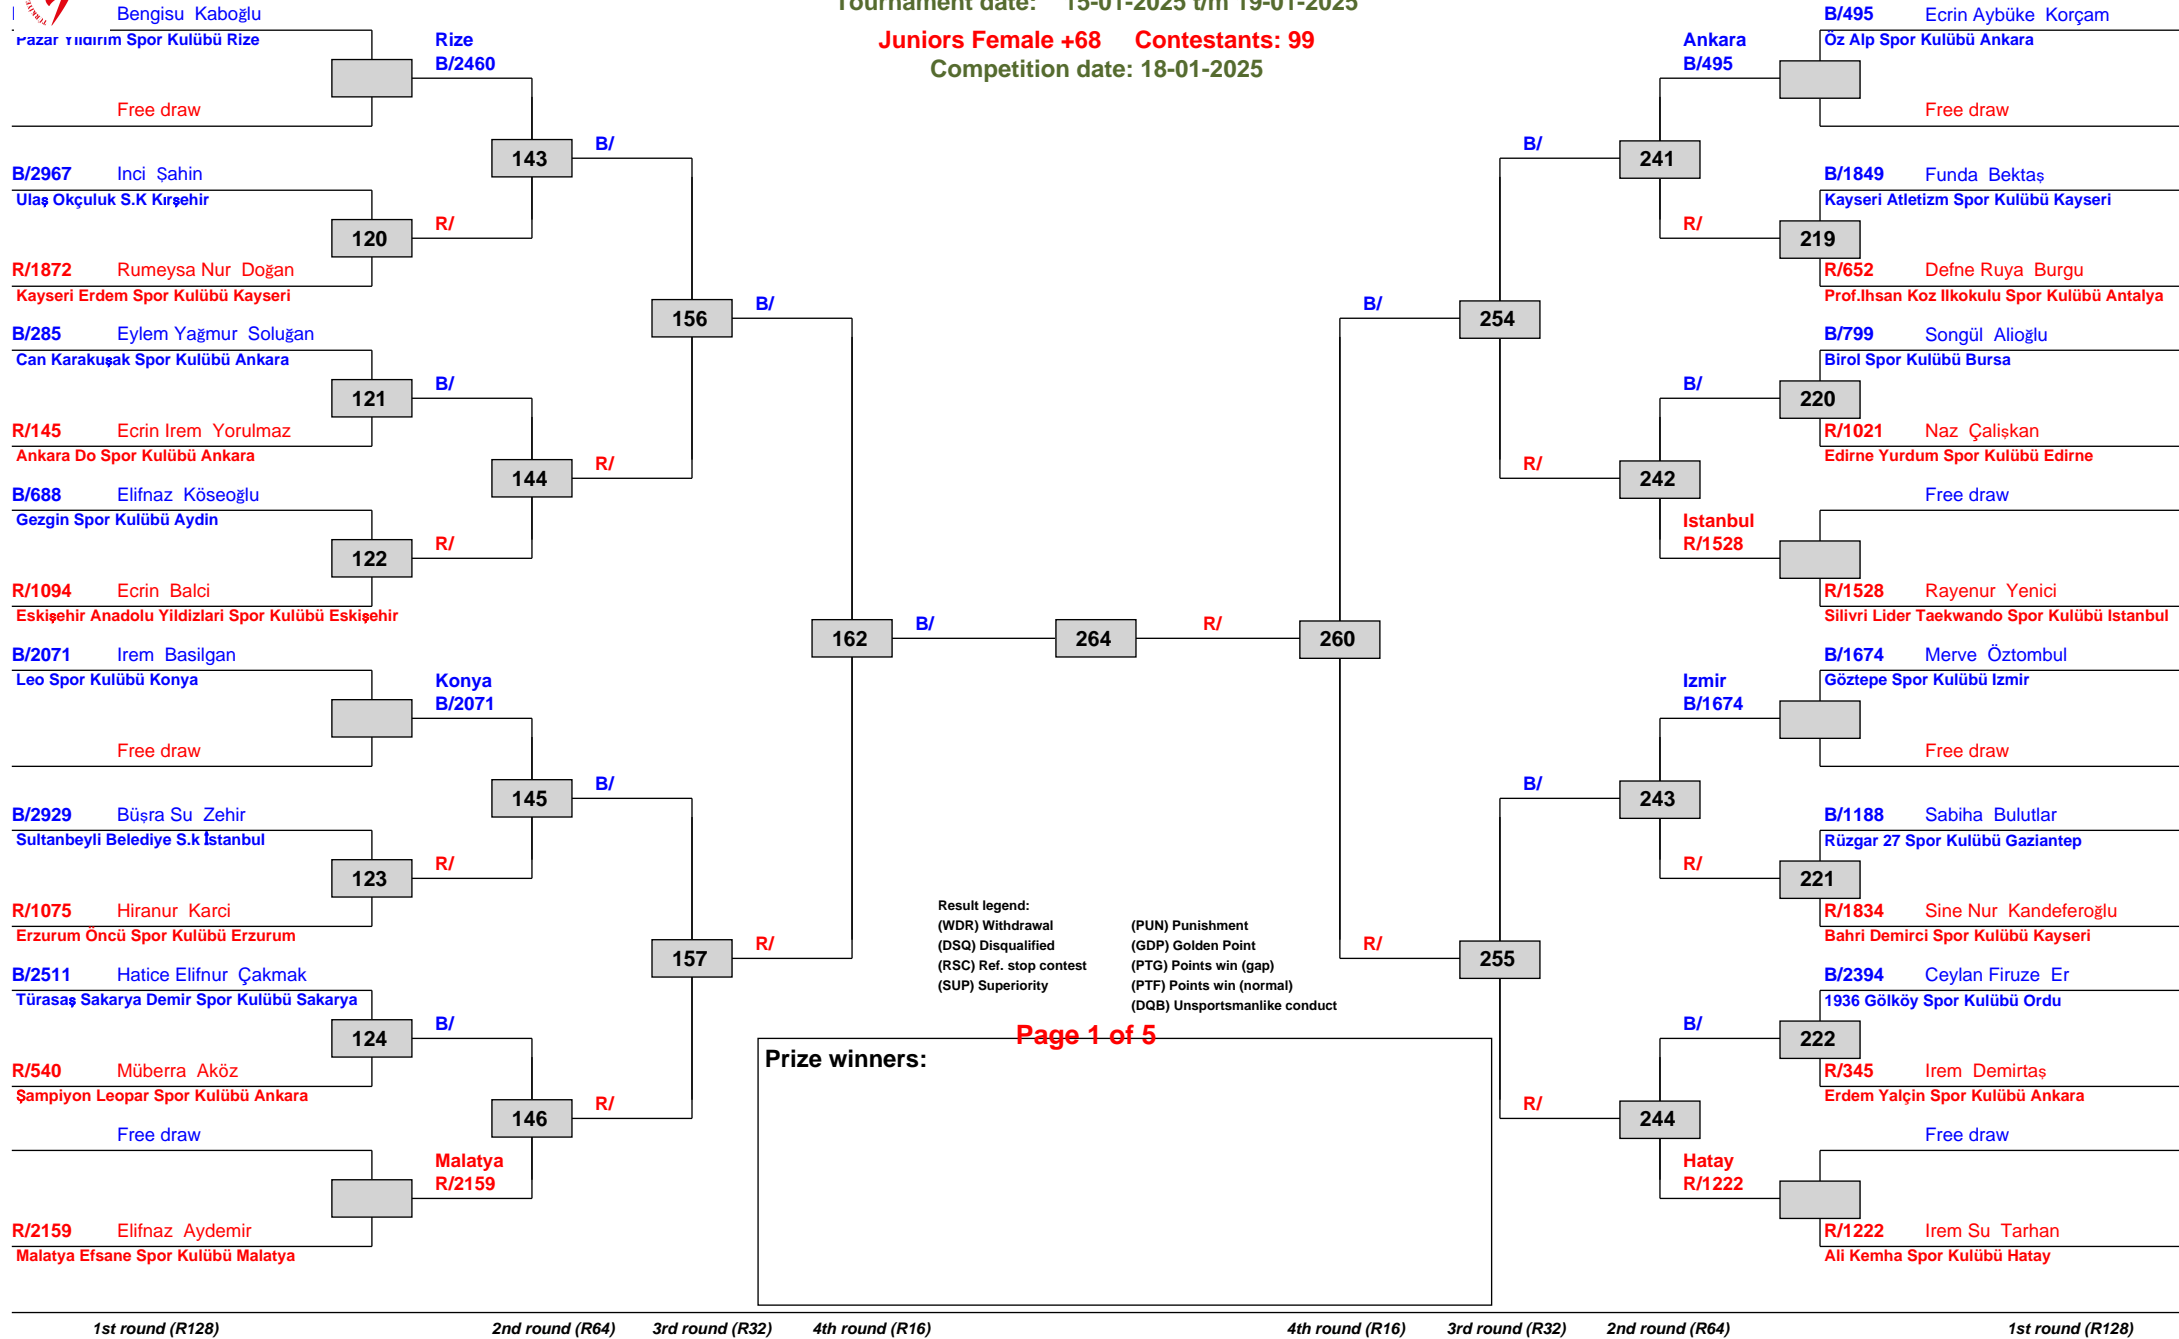 Tournament date: 15-01-2025 t/m 19-01-2025
Juniors Female +68 Contestants: 99
Competition date: 18-01-2025
Bengisu Kaboğlu
Pazar Yıldırım Spor Kulübü Rize
Rize
B/2460
Free draw
143
B/
B/2967 Inci Şahin
Ulaş Okçuluk S.K Kırşehir
120
R/
R/1872 Rumeysa Nur Doğan
Kayseri Erdem Spor Kulübü Kayseri
156
B/
B/285 Eylem Yağmur Soluğan
Can Karakuşak Spor Kulübü Ankara
121
B/
R/145 Ecrin Irem Yorulmaz
Ankara Do Spor Kulübü Ankara
144
R/
B/688 Elifnaz Köseoğlu
Gezgin Spor Kulübü Aydin
122
R/
R/1094 Ecrin Balci
Eskişehir Anadolu Yildizlari Spor Kulübü Eskişehir
162
B/
264
R/
260
B/2071 Irem Basilgan
Leo Spor Kulübü Konya
Konya
B/2071
Free draw
145
B/
B/2929 Büşra Su Zehir
Sultanbeyli Belediye S.k İstanbul
123
R/
R/1075 Hiranur Karci
Erzurum Öncü Spor Kulübü Erzurum
157
R/
B/2511 Hatice Elifnur Çakmak
Türasaş Sakarya Demir Spor Kulübü Sakarya
124
B/
R/540 Müberra Aköz
Şampiyon Leopar Spor Kulübü Ankara
146
R/
Free draw
Malatya
R/2159
R/2159 Elifnaz Aydemir
Malatya Efsane Spor Kulübü Malatya
B/495 Ecrin Aybüke Korçam
Öz Alp Spor Kulübü Ankara
Ankara
B/495
Free draw
B/
241
B/1849 Funda Bektaş
Kayseri Atletizm Spor Kulübü Kayseri
R/
219
R/652 Defne Ruya Burgu
Prof.Ihsan Koz Ilkokulu Spor Kulübü Antalya
B/
254
B/799 Songül Alioğlu
Birol Spor Kulübü Bursa
B/
220
R/1021 Naz Çalişkan
Edirne Yurdum Spor Kulübü Edirne
R/
242
Free draw
Istanbul
R/1528
R/1528 Rayenur Yenici
Silivri Lider Taekwando Spor Kulübü Istanbul
B/1674 Merve Öztombul
Göztepe Spor Kulübü Izmir
Izmir
B/1674
Free draw
B/
243
B/1188 Sabiha Bulutlar
Rüzgar 27 Spor Kulübü Gaziantep
R/
221
R/1834 Sine Nur Kandeferoğlu
Bahri Demirci Spor Kulübü Kayseri
R/
255
B/2394 Ceylan Firuze Er
1936 Gölköy Spor Kulübü Ordu
B/
222
R/345 Irem Demirtaş
Erdem Yalçin Spor Kulübü Ankara
R/
244
Free draw
Hatay
R/1222
R/1222 Irem Su Tarhan
Ali Kemha Spor Kulübü Hatay
Result legend:
(WDR) Withdrawal (PUN) Punishment
(DSQ) Disqualified (GDP) Golden Point
(RSC) Ref. stop contest (PTG) Points win (gap)
(SUP) Superiority (PTF) Points win (normal)
(DQB) Unsportsmanlike conduct
Page 1 of 5
Prize winners:
1st round (R128) 2nd round (R64) 3rd round (R32) 4th round (R16) 4th round (R16) 3rd round (R32) 2nd round (R64) 1st round (R128)